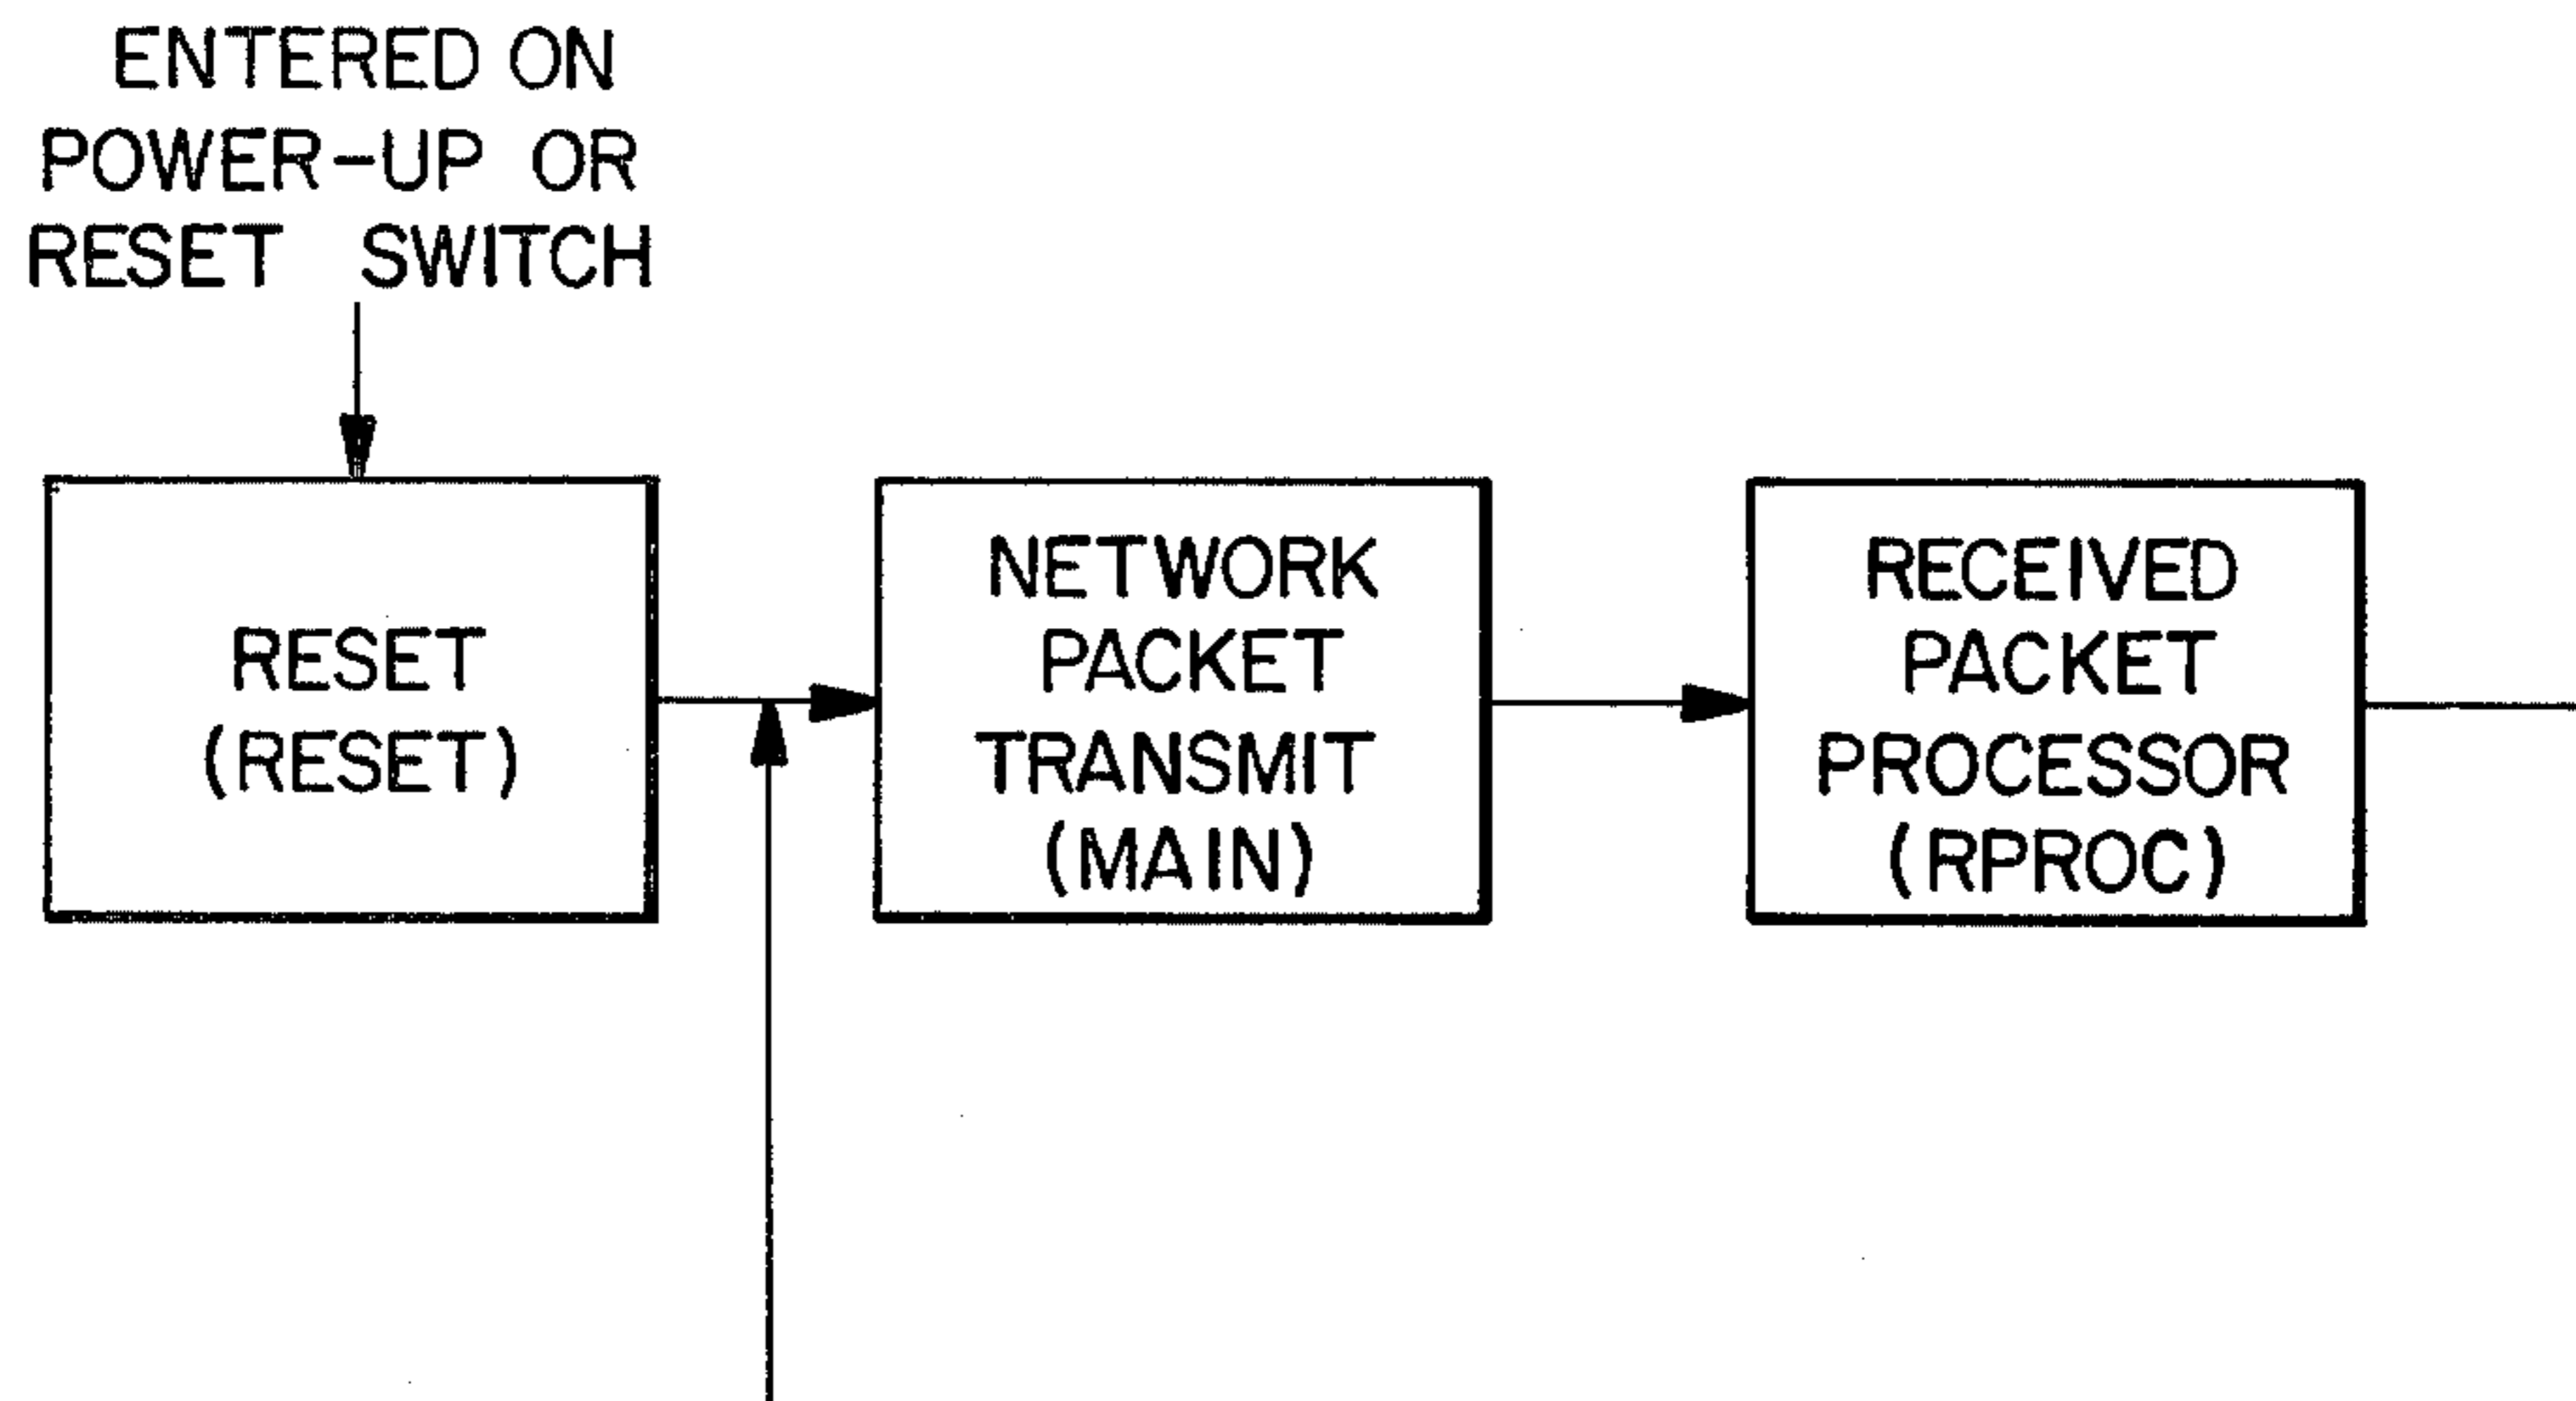 ENTERED ON
POWER-UP OR
RESET SWITCH
RESET
(RESET)
NETWORK
PACKET
TRANSMIT
(MAIN)
RECEIVED
PACKET
PROCESSOR
(RPROC)